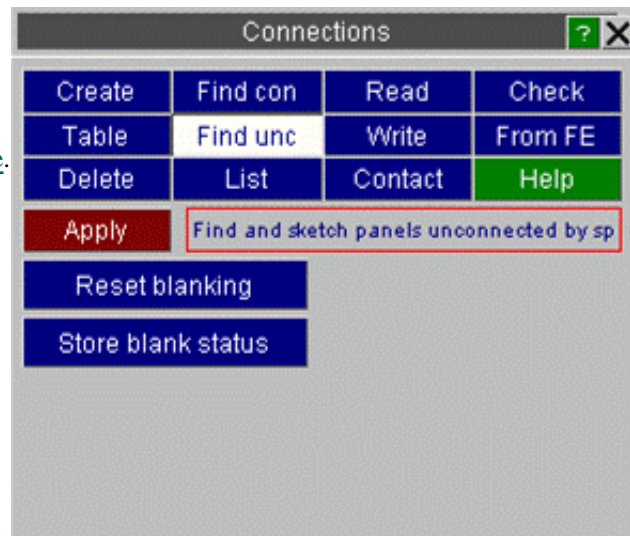 Connections ?
Create Find con Read Check
Table Find unc Write From FE
Delete List Contact Help
Apply Find and sketch panels unconnected by sp
Reset blanking
Store blank status